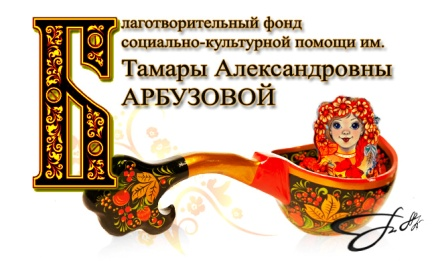 Благотворительный фонд
социально-культурной помощи им.
Тамары Александровны
АРБУЗОВОЙ